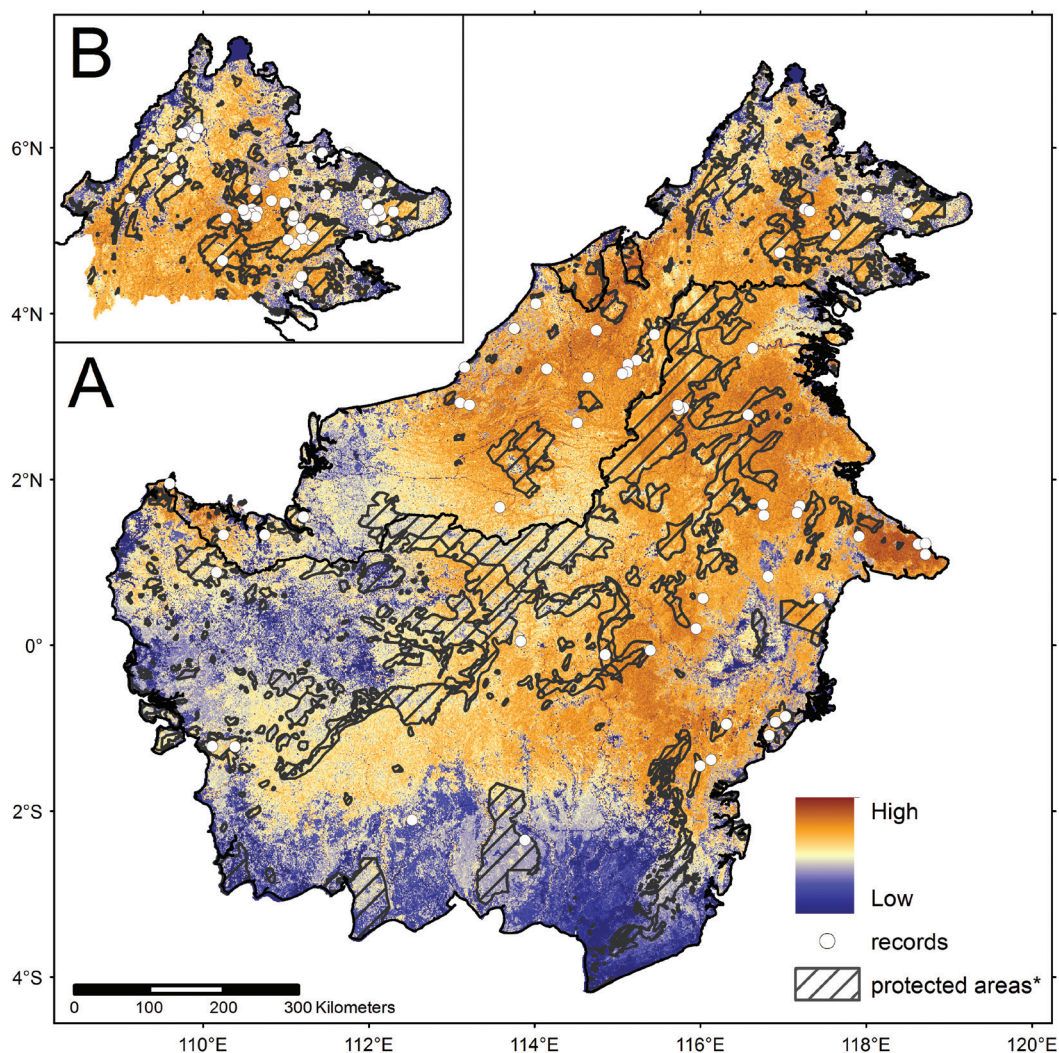 B
6°N
4°N
A
2°N
0°
2°S
4°S
High
Low
records
protected areas*
0 100 200 300 Kilometers
110°E 112°E 114°E 116°E 118°E 120°E